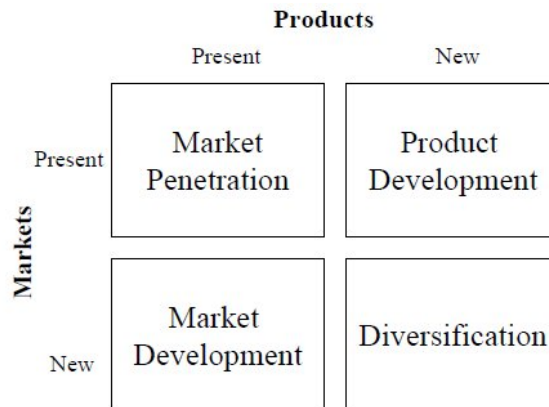 Products
Present
New
Market
Penetration
Product
Development
Present
Markets
Market
Development
Diversification
New